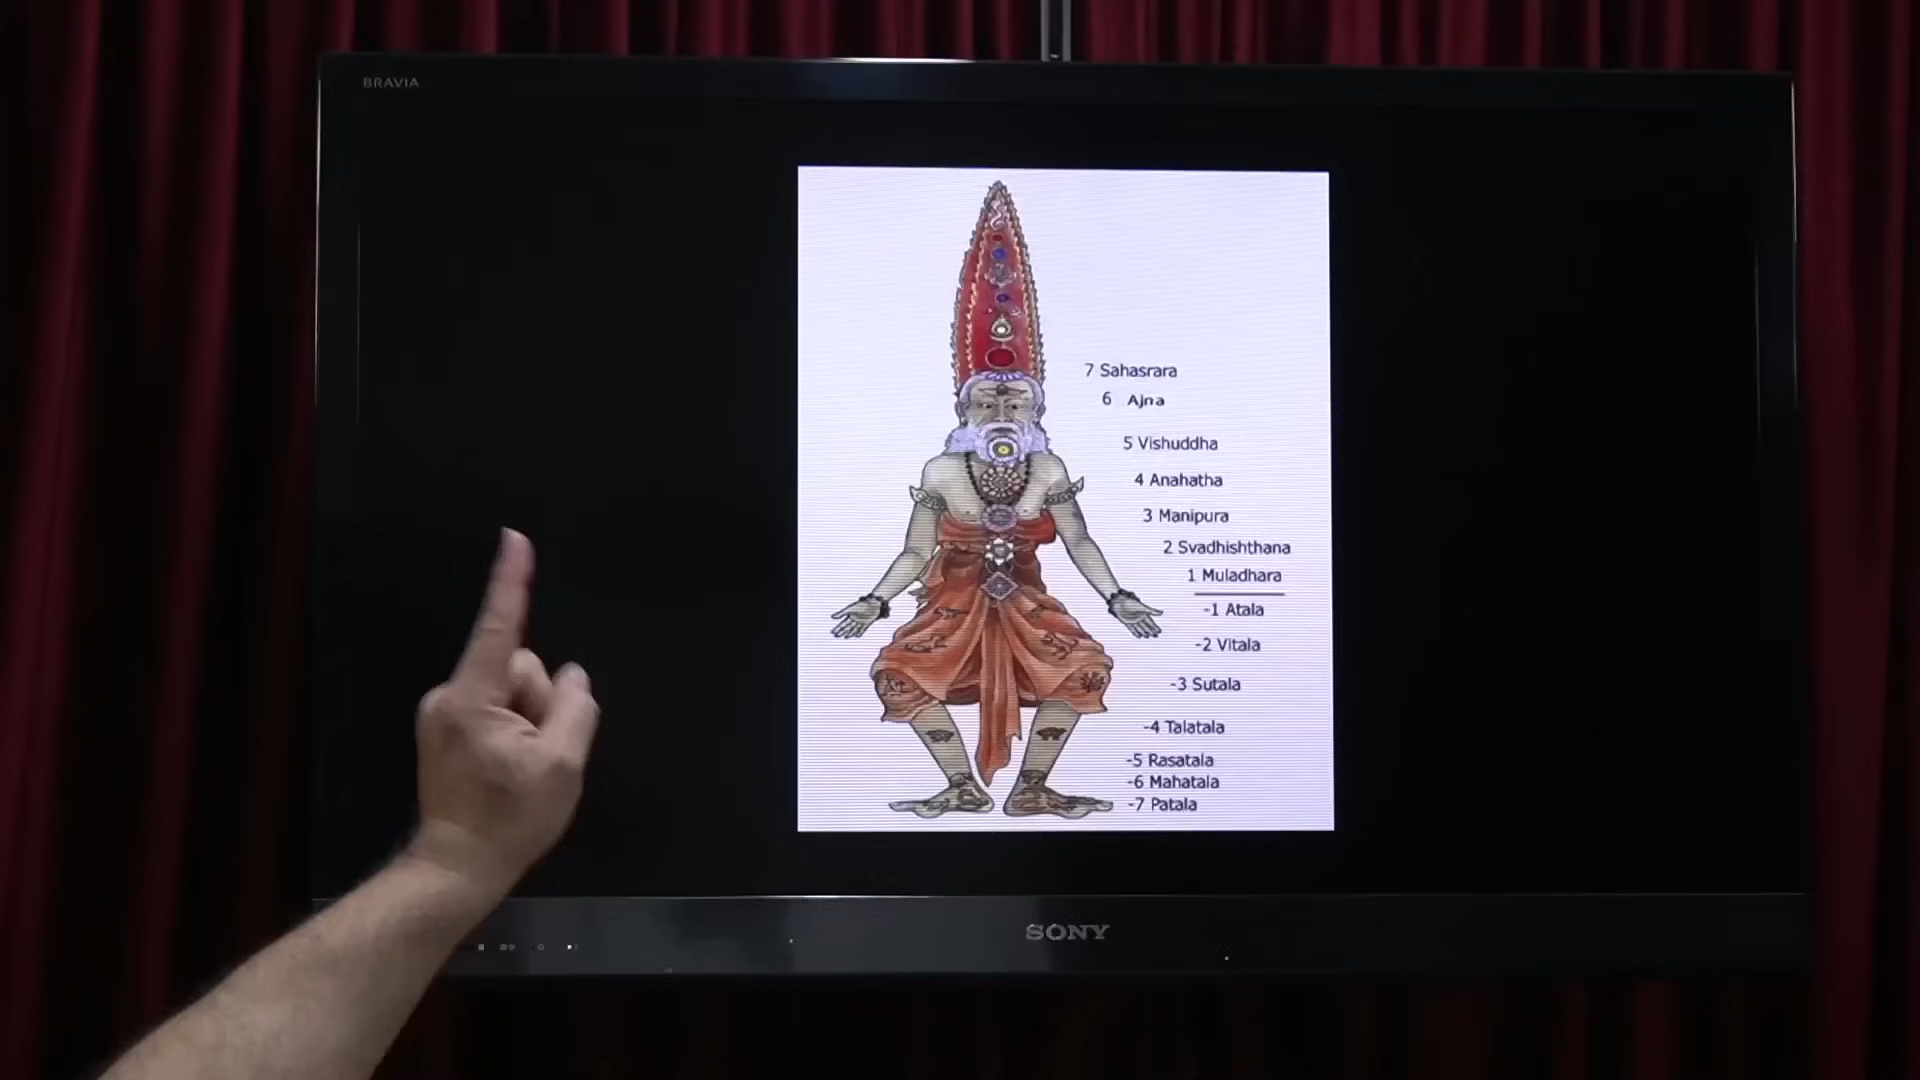 BRAVIA
7 Sahasrara
6 Ajna
5 Vishuddha
4 Anahatha
3 Manipura
2 Svadhishthana
1 Muladhara
-1 Atala
-2 Vitala
-3 Sutala
-4 Talatala
-5 Rasatala
-6 Mahatala
-7 Patala
SONY